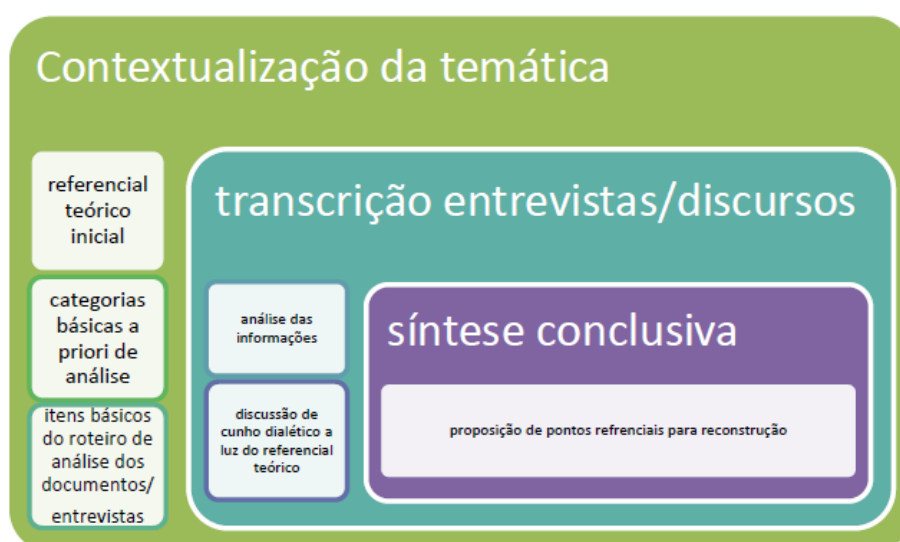 Contextualização da temática
referencial
teórico
inicial
categorias
básicas a
priori de
análise
itens básicos
do roteiro de
análise dos
documentos/
entrevistas
transcrição entrevistas/discursos
análise das
informações
discussão de
cunho dialético a
luz do referencial
teórico
síntese conclusiva
proposição de pontos refrenciais para reconstrução